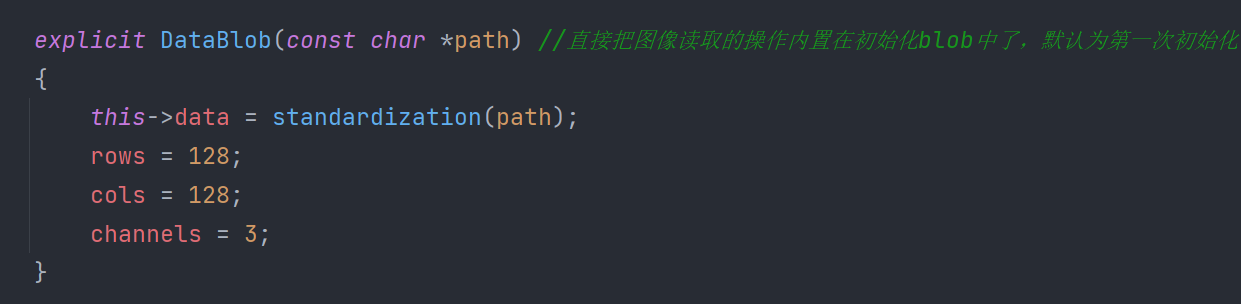 explicit DataBlob(const char *path) //直接把图像读取的操作内置在初始化blob中了，默认为第一次初始化
{
    this->data = standardization(path);
    rows = 128;
    cols = 128;
    channels = 3;
}